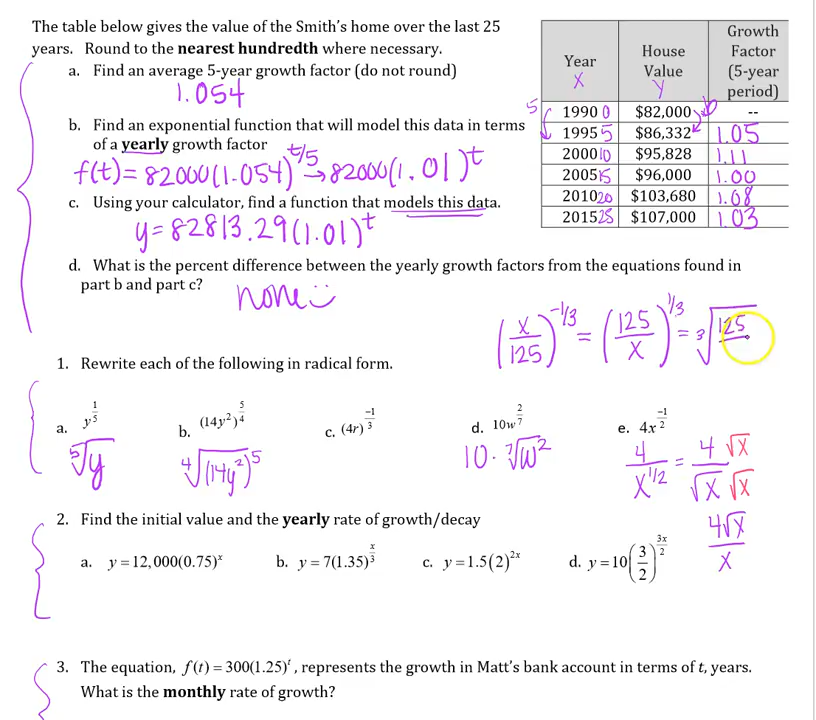 The table below gives the value of the Smith's home over the last 25
years. Round to the nearest hundredth where necessary.
a. Find an average 5-year growth factor (do not round)
1.054
b. Find an exponential function that will model this data in terms
of a yearly growth factor
f(t) = 82000(1.054)^{t/5} → 82000(1.01)^t
c. Using your calculator, find a function that models this data.
y = 82813.29(1.01)^t
d. What is the percent difference between the yearly growth factors from the equations found in
part b and part c?
none
Year House Value Growth Factor (5-year period)
X Y
5
1990 0 $82,000 --
1995 5 $86,332 1.05
2000 10 $95,828 1.11
2005 15 $96,000 1.00
2010 20 $103,680 1.08
2015 25 $107,000 1.03
(x/125)^{-1/3} = (125/x)^{1/3} = ∛125
1. Rewrite each of the following in radical form.
a. y^{1/5} b. (14y²)^{5/4} c. (4r)^{-1/3} d. 10w^{2/7} e. 4x^{-1/2}
⁵√y ⁴√(14y²)^5 10 · ⁷√w² 4/x^{1/2} = 4/√x √x/√x
4√x/x
2. Find the initial value and the yearly rate of growth/decay
a. y = 12,000(0.75)^x b. y = 7(1.35)^{x/3} c. y = 1.5(2)^{2x} d. y = 10(3/2)^{3x/2}
3. The equation, f(t) = 300(1.25)^t, represents the growth in Matt's bank account in terms of t, years.
What is the monthly rate of growth?